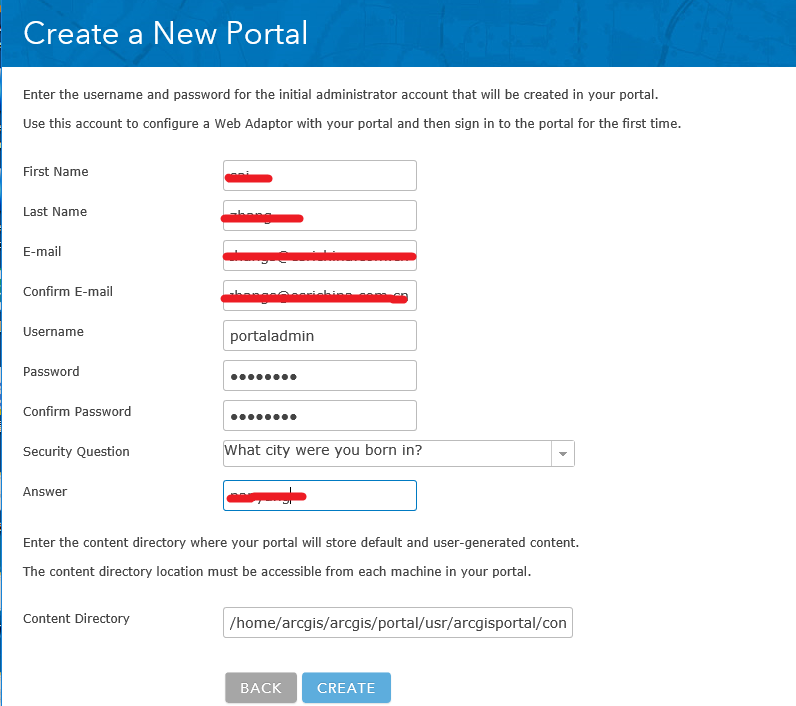 Create a New Portal
Enter the username and password for the initial administrator account that will be created in your portal.
Use this account to configure a Web Adaptor with your portal and then sign in to the portal for the first time.
First Name
Last Name
E-mail
Confirm E-mail
Username portaladmin
Password ●●●●●●●●
Confirm Password ●●●●●●●●
Security Question What city were you born in?
Answer
Enter the content directory where your portal will store default and user-generated content.
The content directory location must be accessible from each machine in your portal.
Content Directory /home/arcgis/arcgis/portal/usr/arcgisportal/con
BACK CREATE